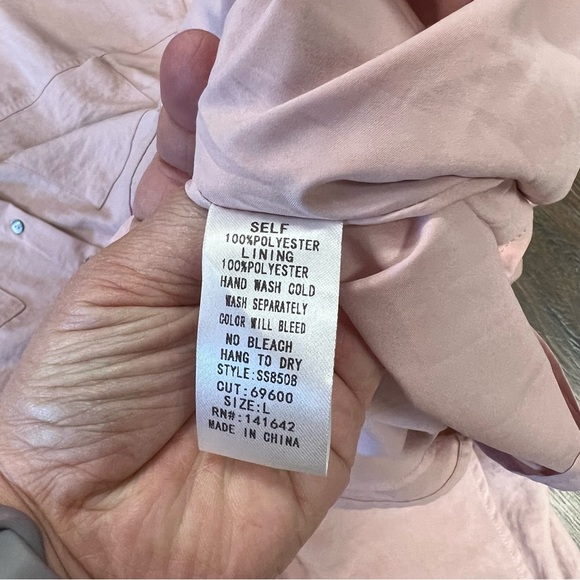 SELF
100%POLYESTER
LINING
100%POLYESTER
HAND WASH COLD
WASH SEPARATELY
COLOR WILL BLEED
NO BLEACH
HANG TO DRY
STYLE:SS8508
CUT:69600
SIZE:L
RN#:141642
MADE IN CHINA